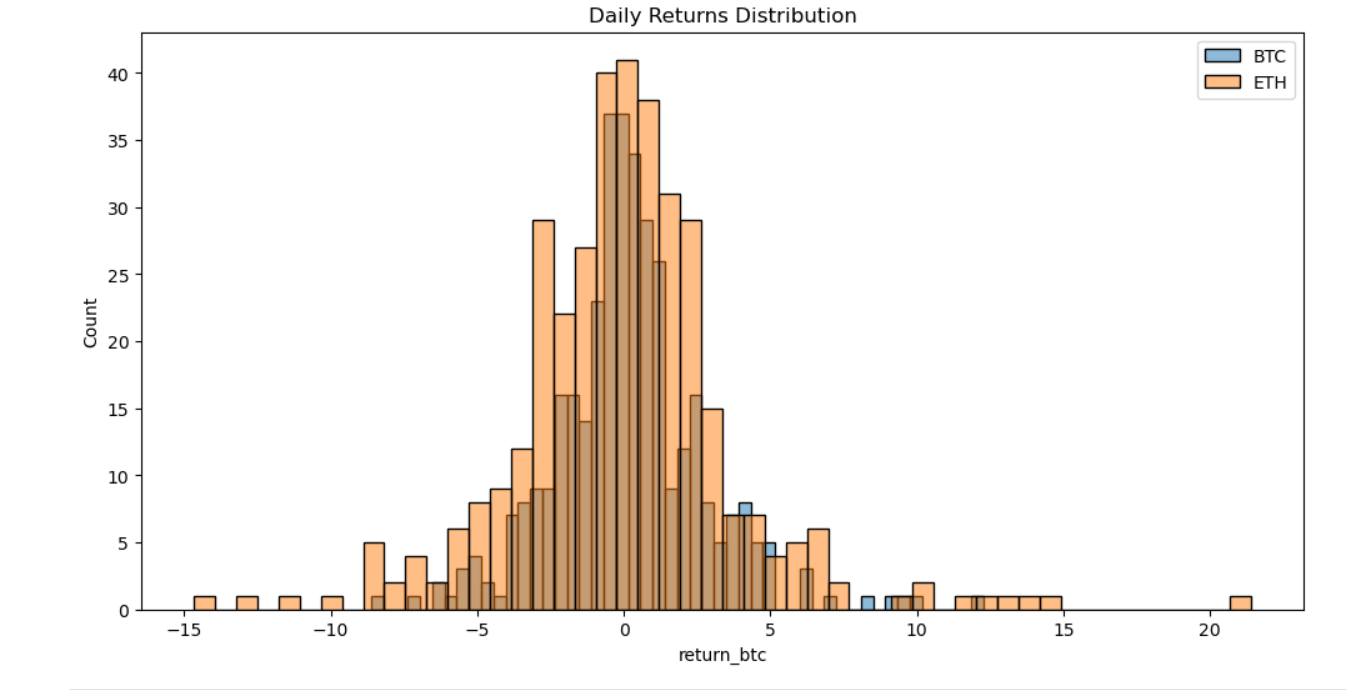 Daily Returns Distribution
BTC
ETH
40
35
30
25
20
15
10
5
0
Count
−15 −10 −5 0 5 10 15 20
return_btc